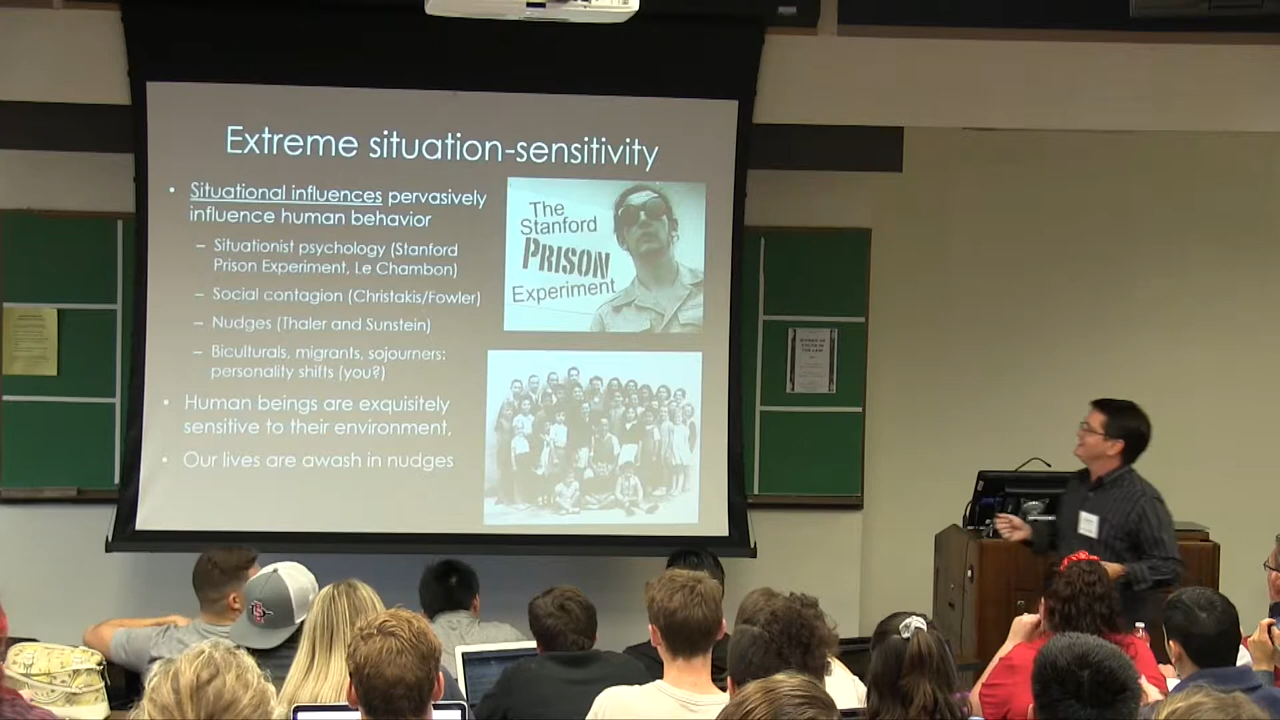 Extreme situation-sensitivity
• Situational influences pervasively
influence human behavior
– Situationist psychology (Stanford
Prison Experiment, Le Chambon)
– Social contagion (Christakis/Fowler)
– Nudges (Thaler and Sunstein)
– Biculturals, migrants, sojourners:
personality shifts (you?)
• Human beings are exquisitely
sensitive to their environment,
• Our lives are awash in nudges
The
Stanford
PRISON
Experiment